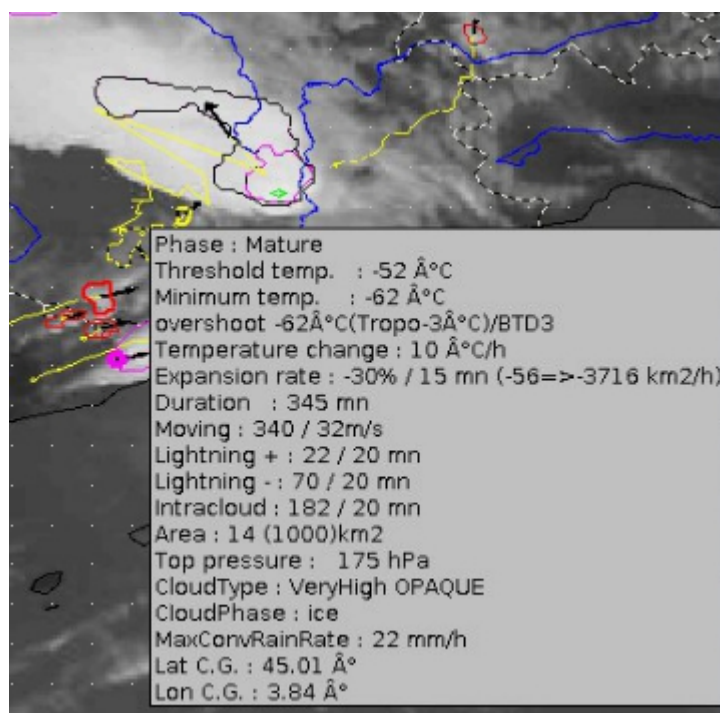 Phase : Mature
Threshold temp. : -52 Â°C
Minimum temp. : -62 Â°C
overshoot -62Â°C(Tropo-3Â°C)/BTD3
Temperature change : 10 Â°C/h
Expansion rate : -30% / 15 mn (-56=>-3716 km2/h)
Duration : 345 mn
Moving : 340 / 32m/s
Lightning + : 22 / 20 mn
Lightning - : 70 / 20 mn
Intracloud : 182 / 20 mn
Area : 14 (1000)km2
Top pressure : 175 hPa
CloudType : VeryHigh OPAQUE
CloudPhase : ice
MaxConvRainRate : 22 mm/h
Lat C.G. : 45.01 Â°
Lon C.G. : 3.84 Â°